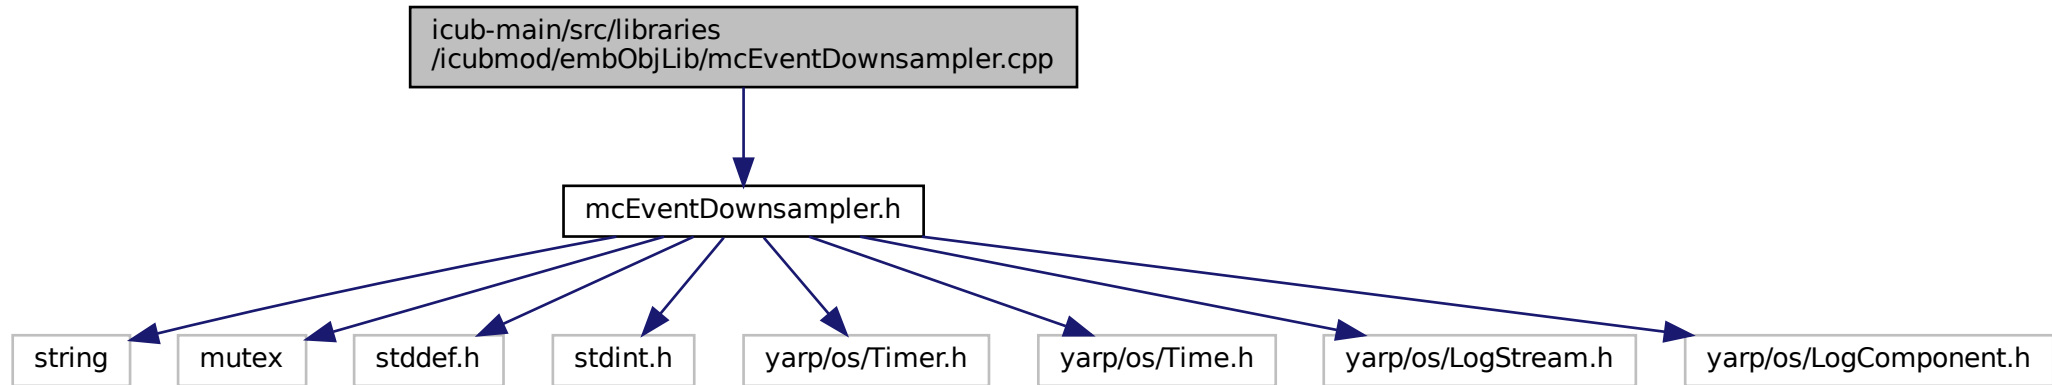 icub-main/src/libraries
/icubmod/embObjLib/mcEventDownsampler.cpp
mcEventDownsampler.h
string
mutex
stddef.h
stdint.h
yarp/os/Timer.h
yarp/os/Time.h
yarp/os/LogStream.h
yarp/os/LogComponent.h